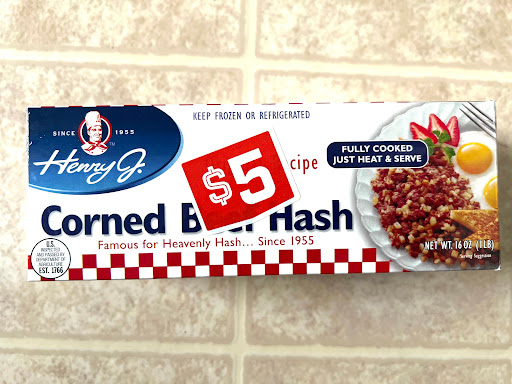 KEEP FROZEN OR REFRIGERATED
SINCE 1955
Henry J.
TM
$5
cipe
FULLY COOKED
JUST HEAT & SERVE
Corned B Hash
Famous for Heavenly Hash... Since 1955
U.S.
INSPECTED
AND PASSED BY
DEPARTMENT OF
AGRICULTURE
EST. 1766
NET WT. 16 OZ (1 LB)
Serving Suggestion